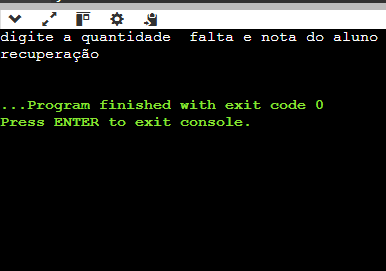 digite a quantidade  falta e nota do aluno
recuperação
...Program finished with exit code 0
Press ENTER to exit console.